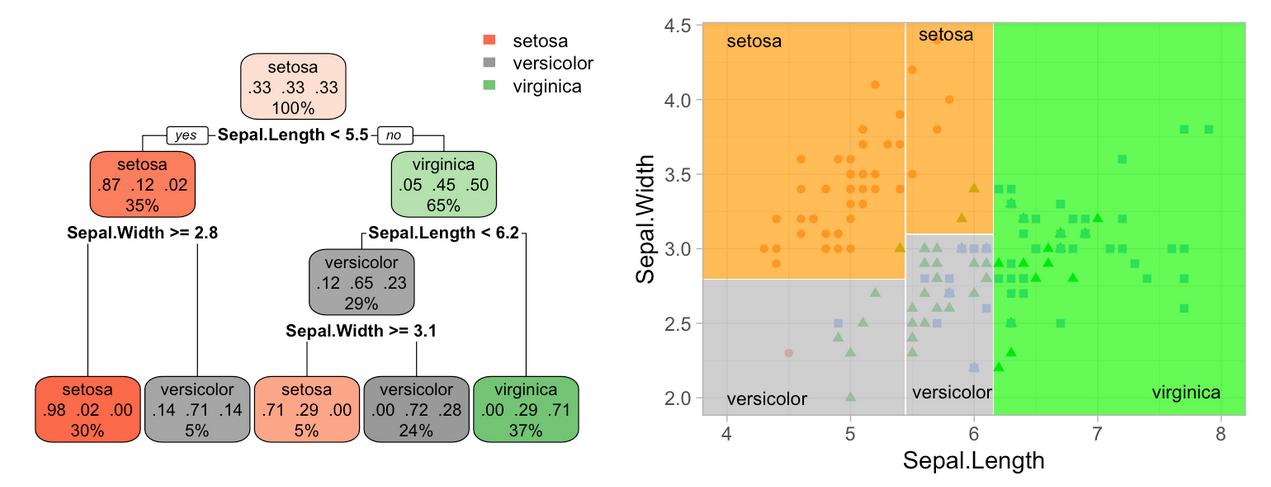 setosa
versicolor
virginica
setosa
.33 .33 .33
100%
yes Sepal.Length < 5.5 no
setosa
.87 .12 .02
35%
virginica
.05 .45 .50
65%
Sepal.Width >= 2.8
Sepal.Length < 6.2
versicolor
.12 .65 .23
29%
Sepal.Width >= 3.1
setosa
.98 .02 .00
30%
versicolor
.14 .71 .14
5%
setosa
.71 .29 .00
5%
versicolor
.00 .72 .28
24%
virginica
.00 .29 .71
37%
Sepal.Width
4.5
4.0
3.5
3.0
2.5
2.0
setosa
setosa
versicolor
versicolor
virginica
4 5 6 7 8
Sepal.Length